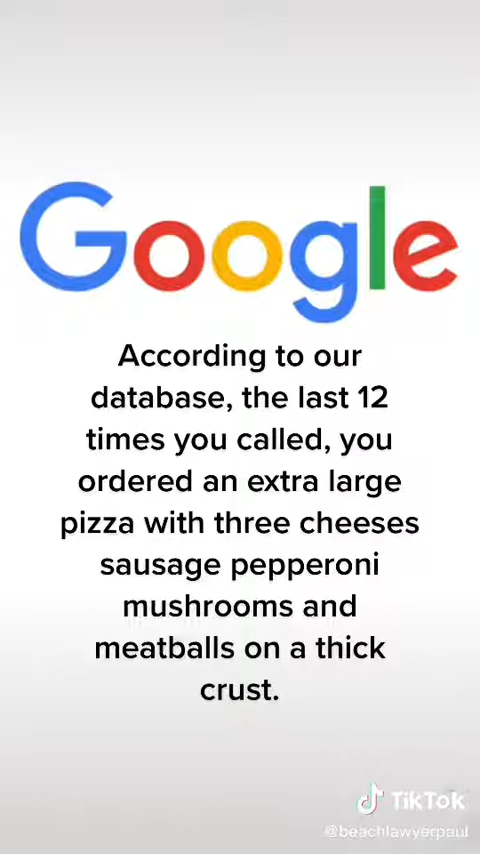 Google
According to our
database, the last 12
times you called, you
ordered an extra large
pizza with three cheeses
sausage pepperoni
mushrooms and
meatballs on a thick
crust.
TikTok
@beachlawyerpaul